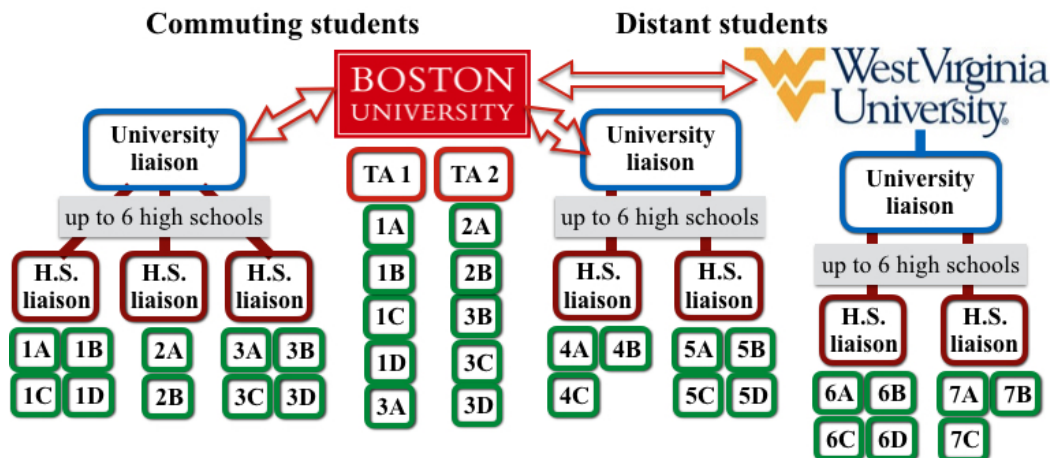 Commuting students
Distant students
BOSTON
UNIVERSITY
West Virginia
University.
University
liaison
up to 6 high schools
H.S.
liaison
H.S.
liaison
H.S.
liaison
1A 1B
1C 1D
2A
2B
3A 3B
3C 3D
TA 1
1A
1B
1C
1D
3A
TA 2
2A
2B
3B
3C
3D
University
liaison
up to 6 high schools
H.S.
liaison
H.S.
liaison
4A 4B
4C
5A 5B
5C 5D
University
liaison
up to 6 high schools
H.S.
liaison
H.S.
liaison
6A 6B
6C 6D
7A 7B
7C